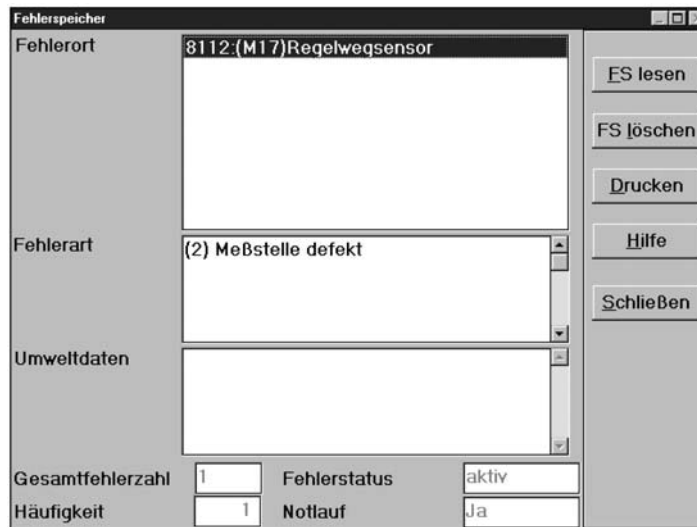 Fehlerspeicher
Fehlerort
8112:(M17)Regelwegsensor
FS lesen
FS löschen
Drucken
Hilfe
Schließen
Fehlerart
(2) Meßstelle defekt
Umweltdaten
Gesamtfehlerzahl 1 Fehlerstatus aktiv
Häufigkeit 1 Notlauf Ja